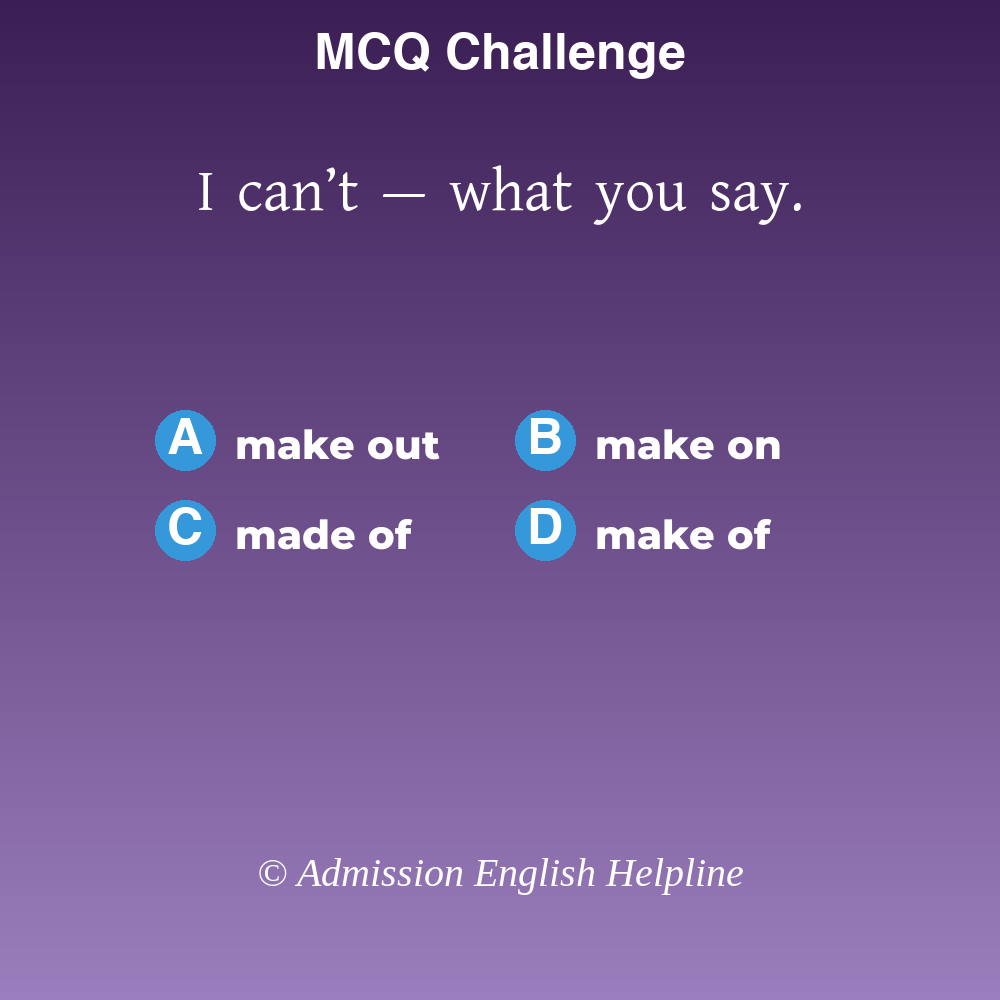 MCQ Challenge
I can’t — what you say.
A make out B make on
C made of D make of
© Admission English Helpline